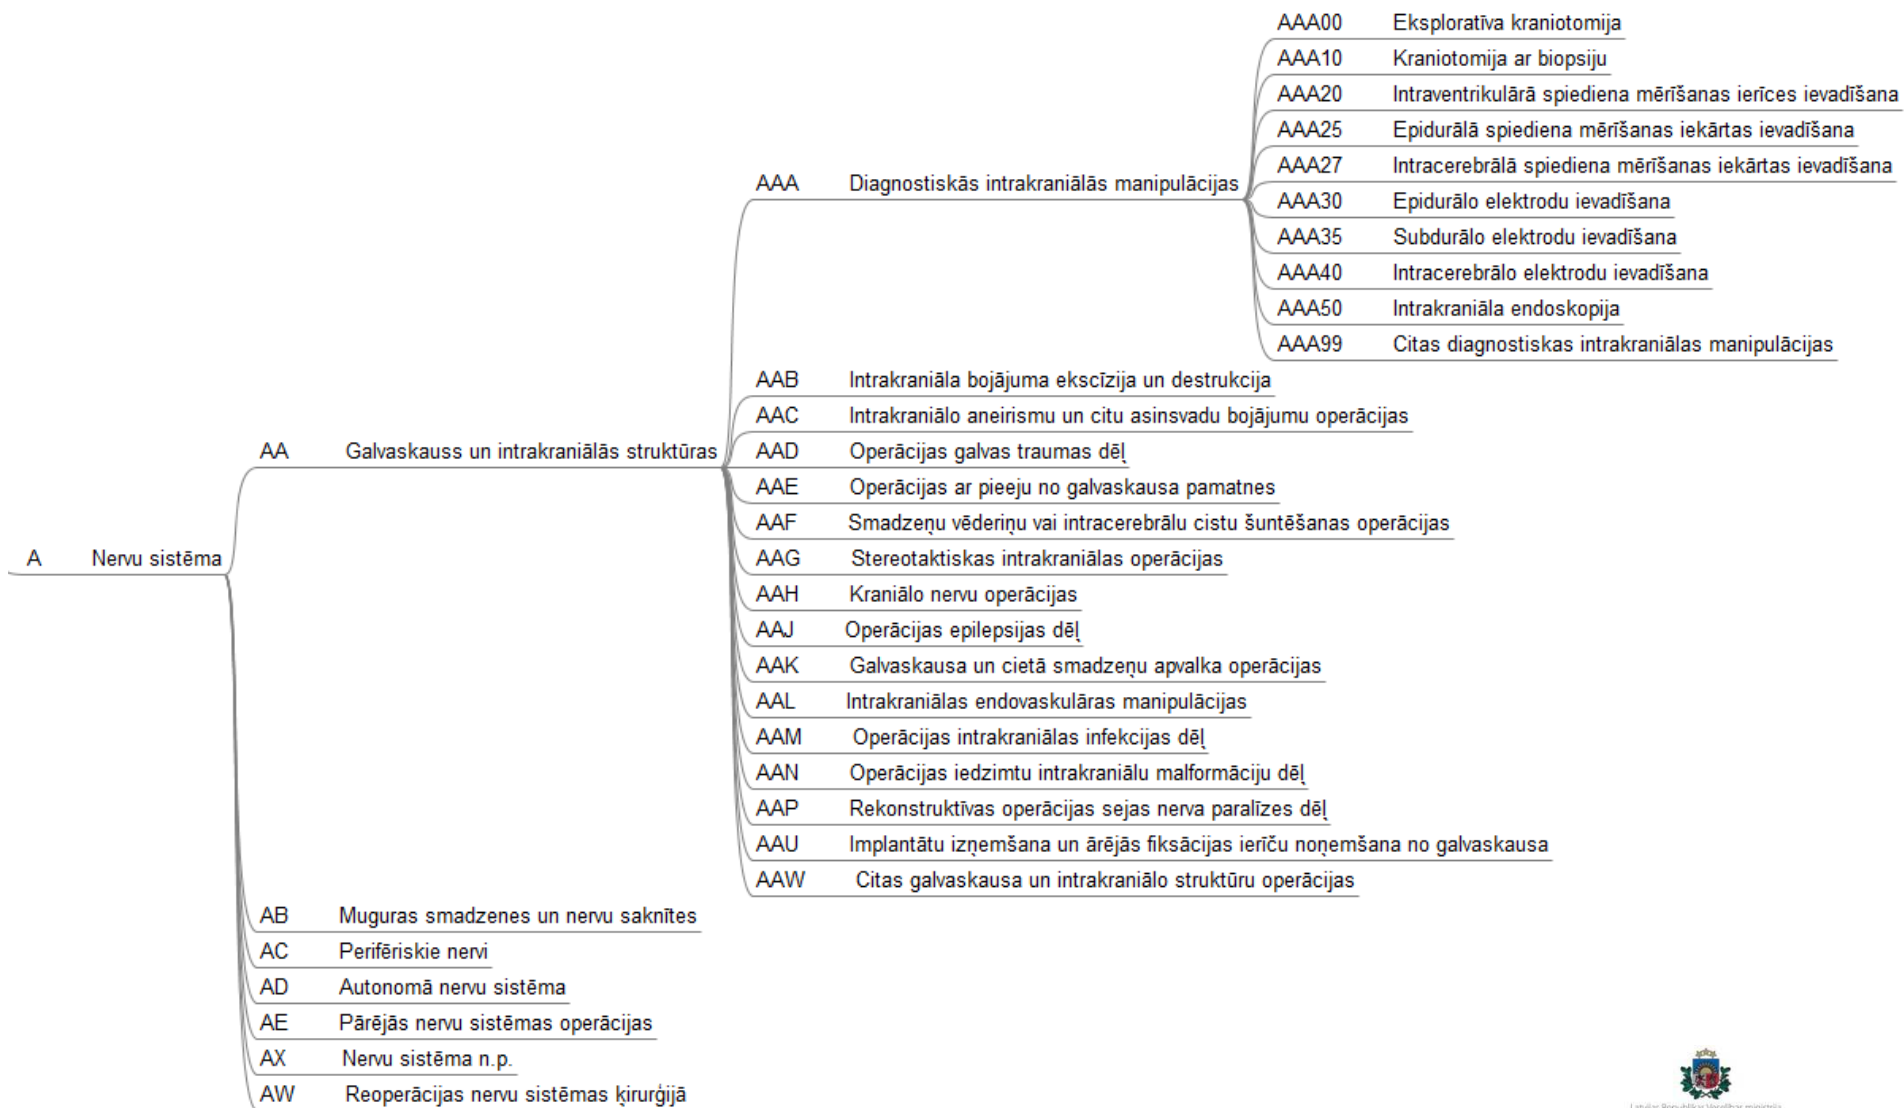 AAA00 Eksploratīva kraniotomija
AAA10 Kraniotomija ar biopsiju
AAA20 Intraventrikulārā spiediena mērīšanas ierīces ievadīšana
AAA25 Epidurālā spiediena mērīšanas iekārtas ievadīšana
AAA27 Intracerebrālā spiediena mērīšanas iekārtas ievadīšana
AAA Diagnostiskās intrakraniālās manipulācijas
AAA30 Epidurālo elektrodu ievadīšana
AAA35 Subdurālo elektrodu ievadīšana
AAA40 Intracerebrālo elektrodu ievadīšana
AAA50 Intrakraniāla endoskopija
AAA99 Citas diagnostiskas intrakraniālas manipulācijas
AAB Intrakraniāla bojājuma ekscīzija un destrukcija
AAC Intrakraniālo aneirismu un citu asinsvadu bojājumu operācijas
AA Galvaskauss un intrakraniālās struktūras
AAD Operācijas galvas traumas dēļ
AAE Operācijas ar pieeju no galvaskausa pamatnes
AAF Smadzeņu vēderiņu vai intracerebrālu cistu šuntēšanas operācijas
A Nervu sistēma
AAG Stereotaktiskas intrakraniālas operācijas
AAH Kraniālo nervu operācijas
AAJ Operācijas epilepsijas dēļ
AAK Galvaskausa un cietā smadzeņu apvalka operācijas
AAL Intrakraniālas endovaskulāras manipulācijas
AAM Operācijas intrakraniālas infekcijas dēļ
AAN Operācijas iedzimtu intrakraniālu malformāciju dēļ
AAP Rekonstruktīvas operācijas sejas nerva paralīzes dēļ
AAU Implantātu izņemšana un ārējās fiksācijas ierīču noņemšana no galvaskausa
AAW Citas galvaskausa un intrakraniālo struktūru operācijas
AB Muguras smadzenes un nervu saknītes
AC Perifēriskie nervi
AD Autonomā nervu sistēma
AE Pārējās nervu sistēmas operācijas
AX Nervu sistēma n.p.
AW Reoperācijas nervu sistēmas ķirurģijā
Latvijas Republikas Veselības ministrija